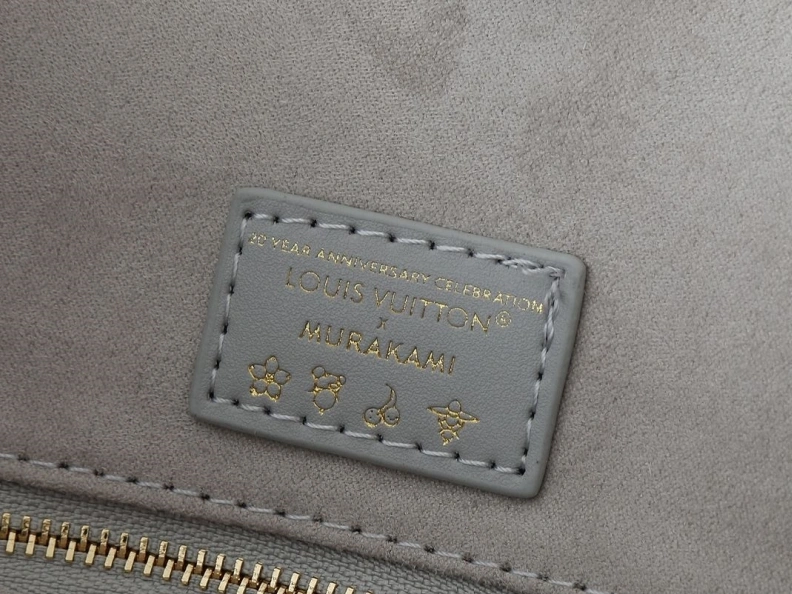 20 YEAR ANNIVERSARY CELEBRATION
LOUIS VUITTON®
x
MURAKAMI